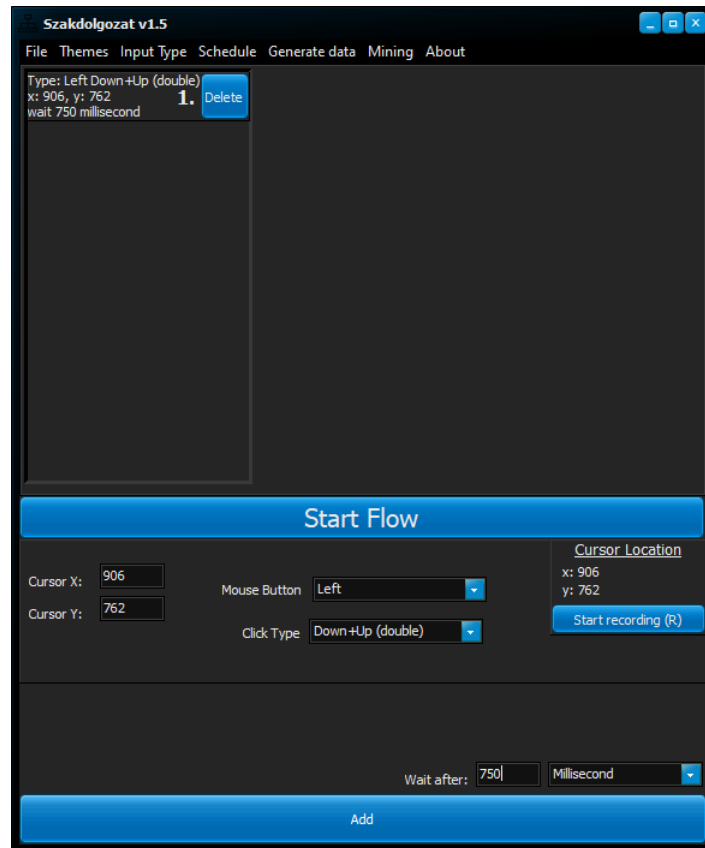 Szakdolgozat v1.5
File Themes Input Type Schedule Generate data Mining About
Type: Left Down+Up (double)
x: 906, y: 762
wait 750 millisecond
1.
Delete
Start Flow
Cursor X: 906
Cursor Y: 762
Mouse Button Left
Click Type Down+Up (double)
Cursor Location
x: 906
y: 762
Start recording (R)
Wait after: 750 Millisecond
Add